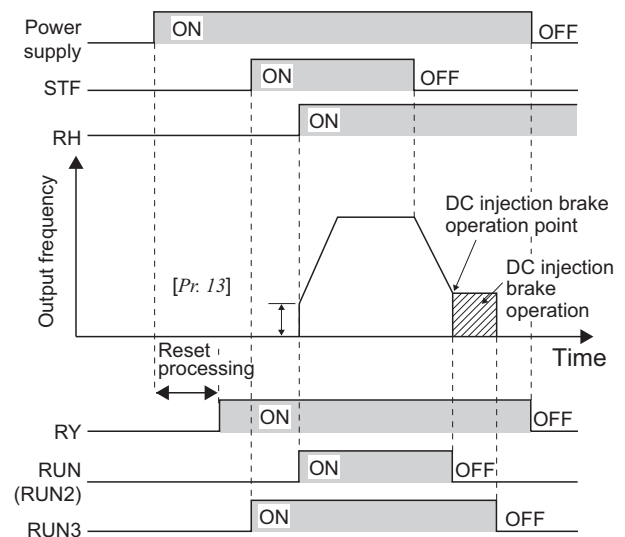 Power
supply
ON
OFF
STF
ON
OFF
RH
ON
Output frequency
[Pr. 13]
DC injection brake
operation point
DC injection
brake
operation
Time
Reset
processing
RY
ON
OFF
RUN
(RUN2)
ON
OFF
RUN3
ON
OFF